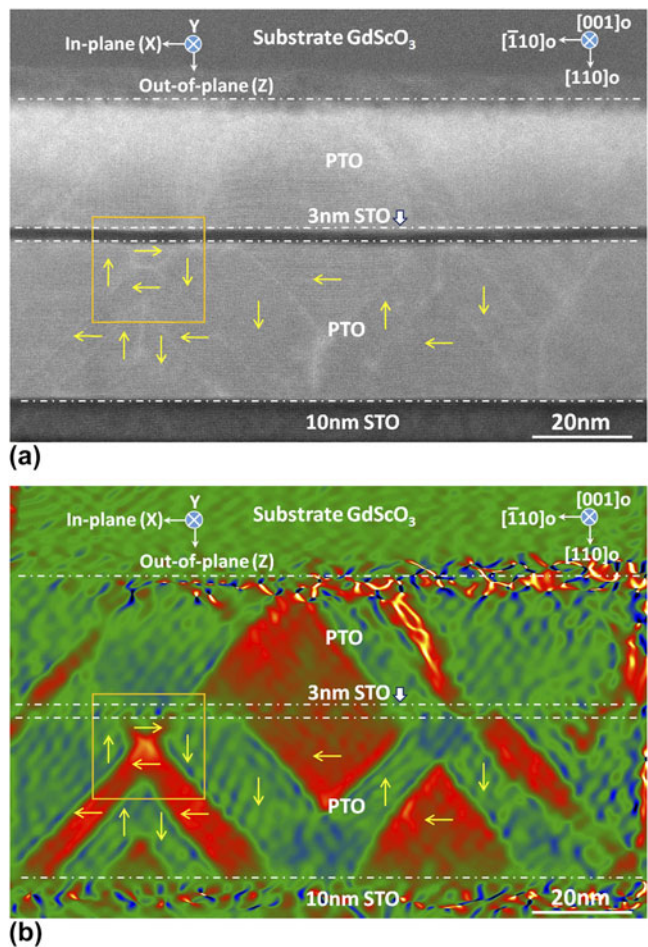 Y
Substrate GdScO₃
[001]o
In-plane (X)
[1̄10]o
Out-of-plane (Z)
[110]o
PTO
3nm STO
PTO
10nm STO
20nm
(a)
Y
Substrate GdScO₃
[001]o
In-plane (X)
[1̄10]o
Out-of-plane (Z)
[110]o
PTO
3nm STO
PTO
10nm STO
20nm
(b)